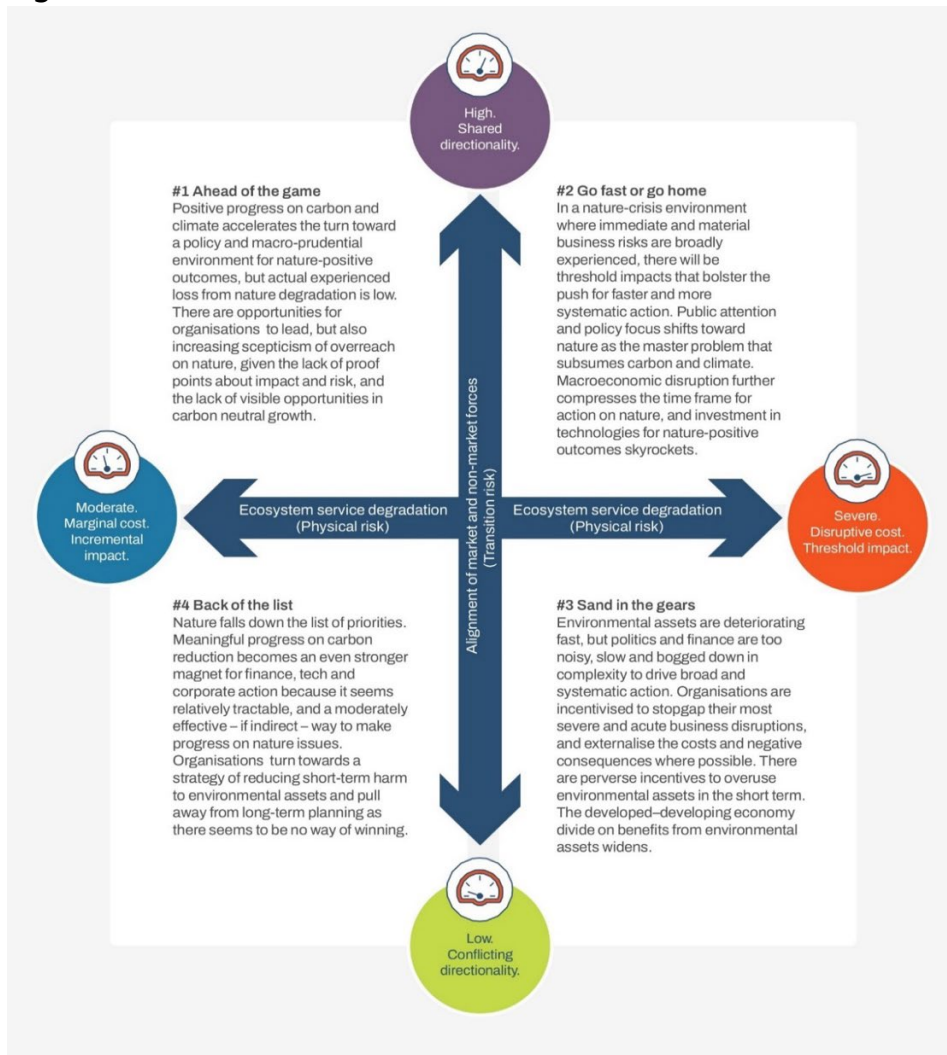 High.
Shared
directionality.
#1 Ahead of the game
Positive progress on carbon and
climate accelerates the turn toward
a policy and macro-prudential
environment for nature-positive
outcomes, but actual experienced
loss from nature degradation is low.
There are opportunities for
organisations to lead, but also
increasing scepticism of overreach
on nature, given the lack of proof
points about impact and risk, and
the lack of visible opportunities in
carbon neutral growth.
#2 Go fast or go home
In a nature-crisis environment
where immediate and material
business risks are broadly
experienced, there will be
threshold impacts that bolster the
push for faster and more
systematic action. Public attention
and policy focus shifts toward
nature as the master problem that
subsumes carbon and climate.
Macroeconomic disruption further
compresses the time frame for
action on nature, and investment in
technologies for nature-positive
outcomes skyrockets.
Moderate.
Marginal cost.
Incremental
impact.
Ecosystem service degradation
(Physical risk)
Alignment of market and non-market forces
(Transition risk)
Ecosystem service degradation
(Physical risk)
Severe.
Disruptive cost.
Threshold impact.
#4 Back of the list
Nature falls down the list of priorities.
Meaningful progress on carbon
reduction becomes an even stronger
magnet for finance, tech and
corporate action because it seems
relatively tractable, and a moderately
effective – if indirect – way to make
progress on nature issues.
Organisations turn towards a
strategy of reducing short-term harm
to environmental assets and pull
away from long-term planning as
there seems to be no way of winning.
#3 Sand in the gears
Environmental assets are deteriorating
fast, but politics and finance are too
noisy, slow and bogged down in
complexity to drive broad and
systematic action. Organisations are
incentivised to stopgap their most
severe and acute business disruptions,
and externalise the costs and negative
consequences where possible. There
are perverse incentives to overuse
environmental assets in the short term.
The developed–developing economy
divide on benefits from environmental
assets widens.
Low.
Conflicting
directionality.